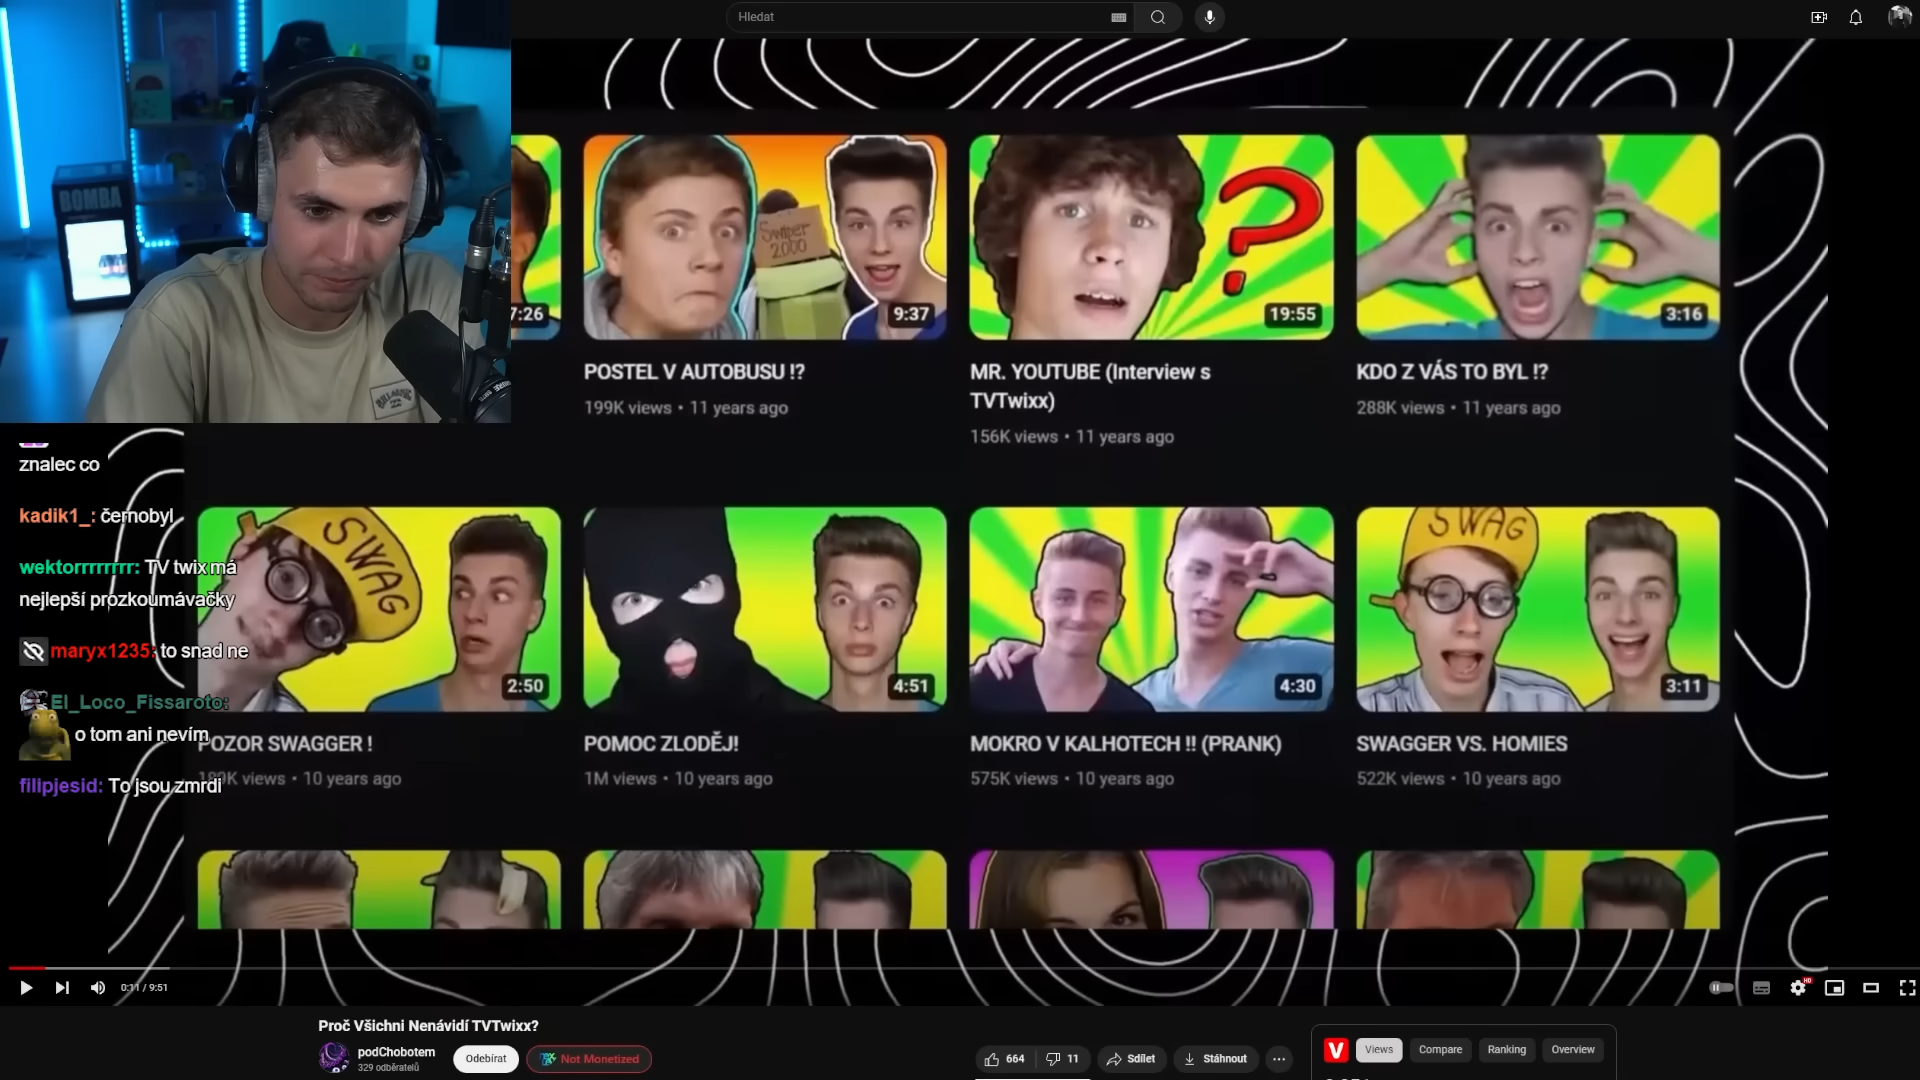 Hledat
BOMBA
BILLABONG
Swiper
2000
7:26
9:37
19:55
3:16
POSTEL V AUTOBUSU !?
199K views • 11 years ago
MR. YOUTUBE (Interview s
TVTwixx)
156K views • 11 years ago
KDO Z VÁS TO BYL !?
288K views • 11 years ago
znalec co
kadik1_: černobyl
wektorrrrrrrr: TV twix má
nejlepší prozkoumávačky
maryx1235: to snad ne
El_Loco_Fissaroto:
o tom ani nevím
filipjesid: To jsou zmrdi
SWAG
SWAG
2:50
4:51
4:30
3:11
POZOR SWAGGER !
189K views • 10 years ago
POMOC ZLODĚJ!
1M views • 10 years ago
MOKRO V KALHOTECH !! (PRANK)
575K views • 10 years ago
SWAGGER VS. HOMIES
522K views • 10 years ago
0:11 / 9:51
HD
Proč Všichni Nenávidí TVTwixx?
podChobotem
329 odběratelů
Odebírat
Not Monetized
664
11
Sdílet
Stáhnout
Views
Compare
Ranking
Overview